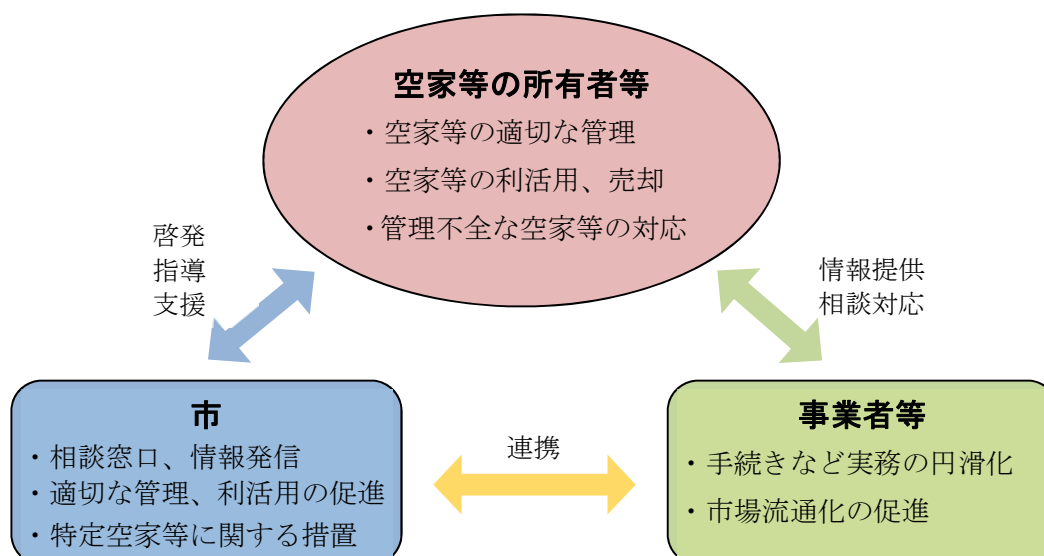 空家等の所有者等
・空家等の適切な管理
・空家等の利活用、売却
・管理不全な空家等の対応
啓発
指導
支援
情報提供
相談対応
市
・相談窓口、情報発信
・適切な管理、利活用の促進
・特定空家等に関する措置
連携
事業者等
・手続きなど実務の円滑化
・市場流通化の促進